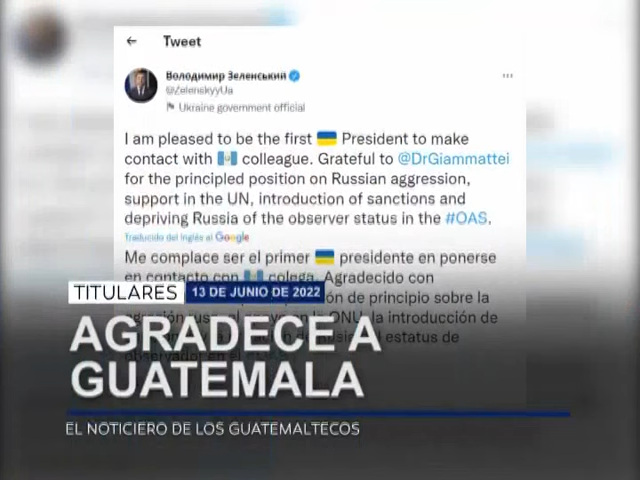 Tweet
Володимир Зеленський
@ZelenskyyUa
Ukraine government official
I am pleased to be the first 🇺🇦 President to make
contact with 🇬🇹 colleague. Grateful to @DrGiammattei
for the principled position on Russian aggression,
support in the UN, introduction of sanctions and
depriving Russia of the observer status in the #OAS.
Traducido del inglés al Google
Me complace ser el primer 🇺🇦 presidente en ponerse
en contacto con 🇬🇹 colega. Agradecido con
de principio sobre la
la introducción de
estatus de
TITULARES
13 DE JUNIO DE 2022
AGRADECE A
GUATEMALA
EL NOTICIERO DE LOS GUATEMALTECOS